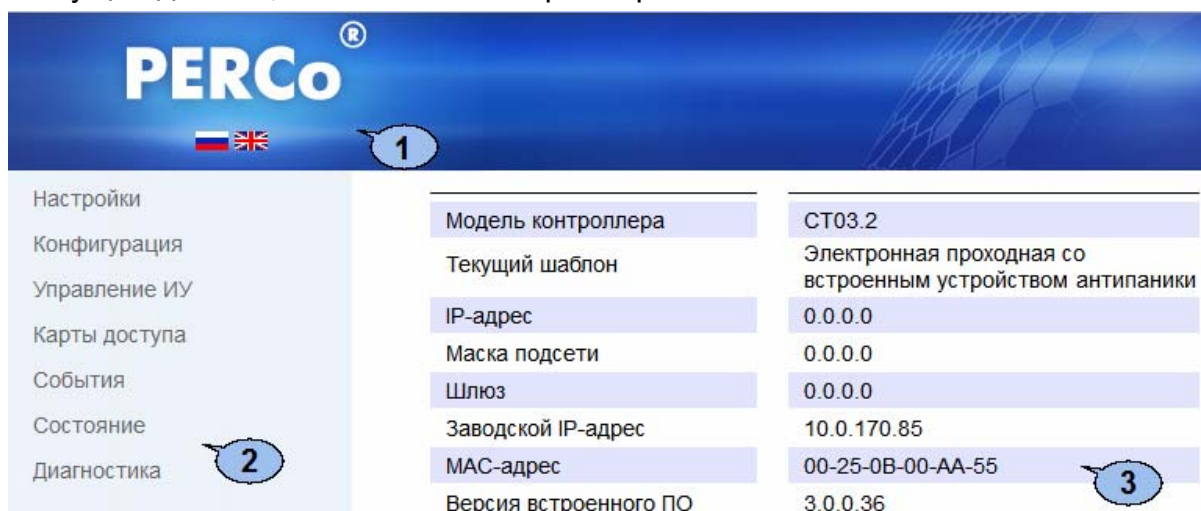 PERCo®
1
Настройки
Конфигурация
Управление ИУ
Карты доступа
События
Состояние
Диагностика
2
Модель контроллера CT03.2
Текущий шаблон Электронная проходная со
встроенным устройством антипаники
IP-адрес 0.0.0.0
Маска подсети 0.0.0.0
Шлюз 0.0.0.0
Заводской IP-адрес 10.0.170.85
MAC-адрес 00-25-0B-00-AA-55
3
Версия встроенного ПО 3.0.0.36